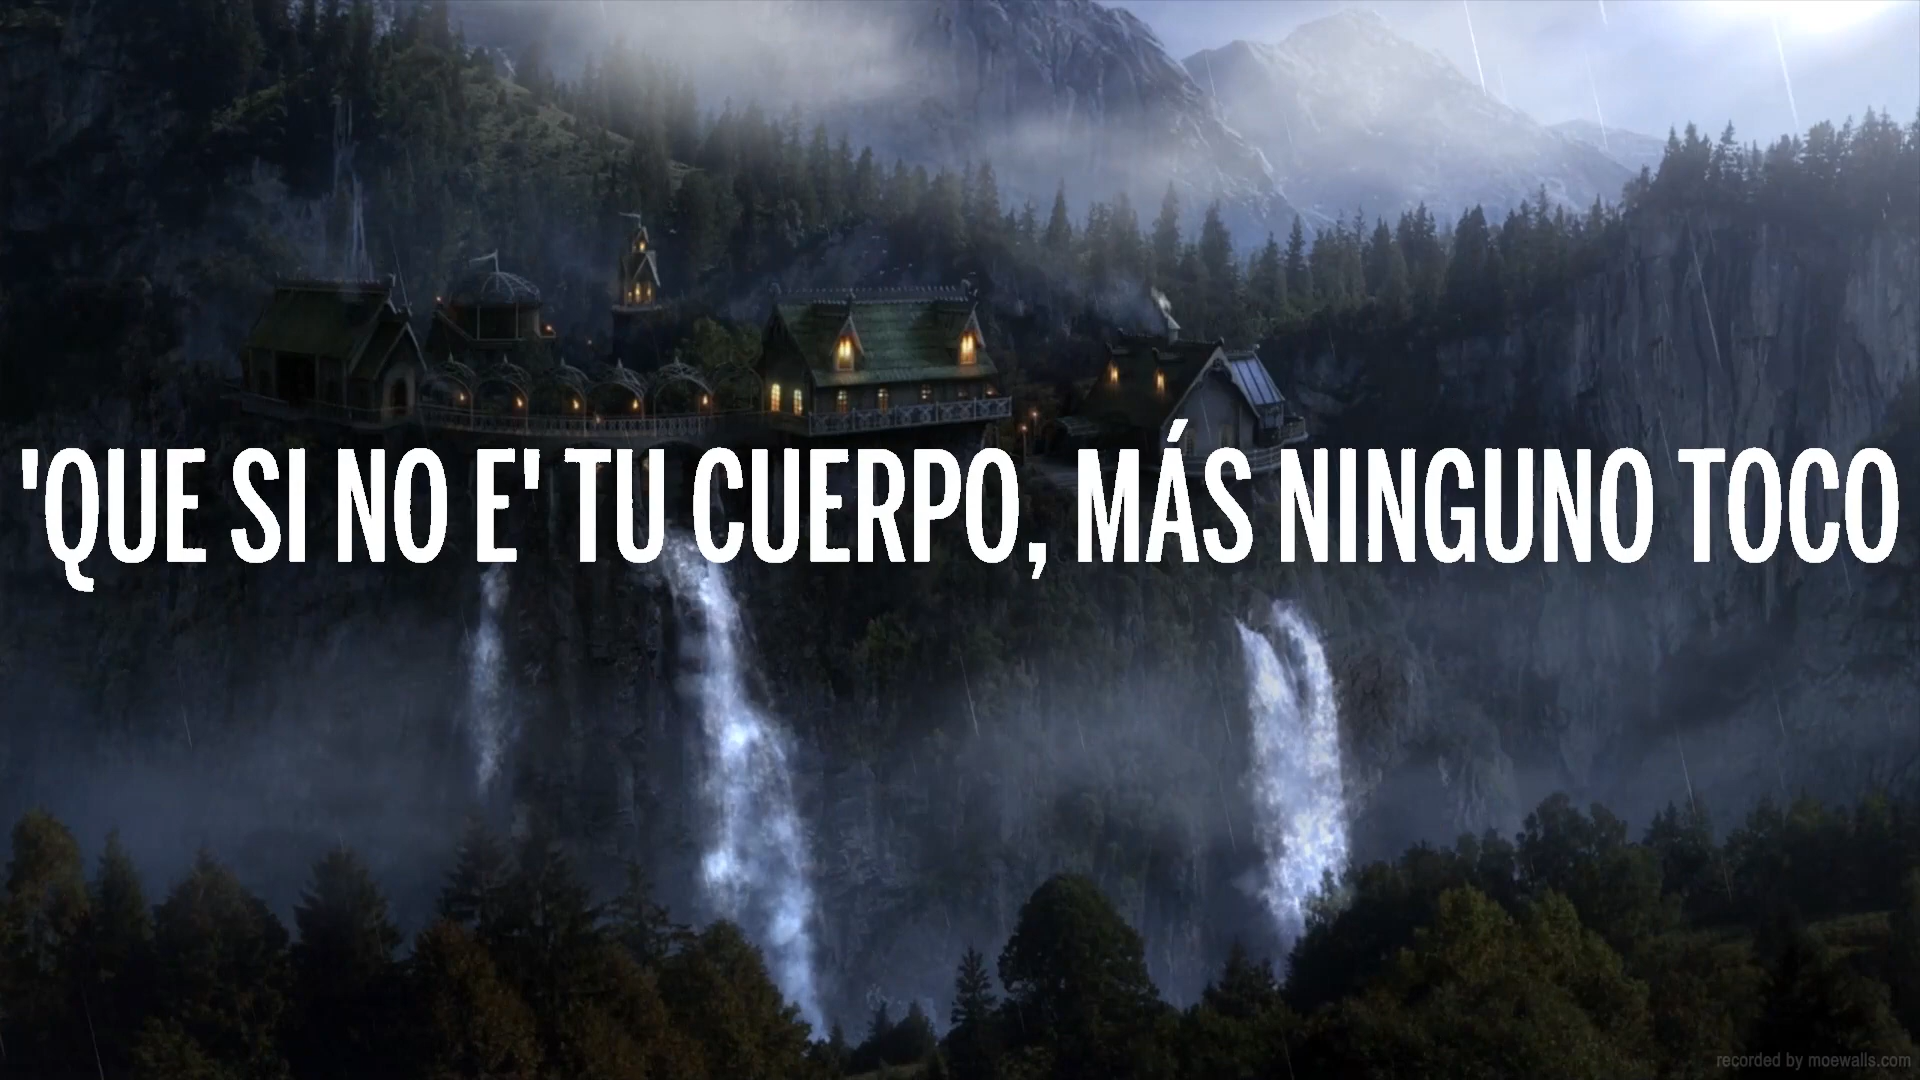 'QUE SI NO E' TU CUERPO, MÁS NINGUNO TOCO
recorded by moewalls.com